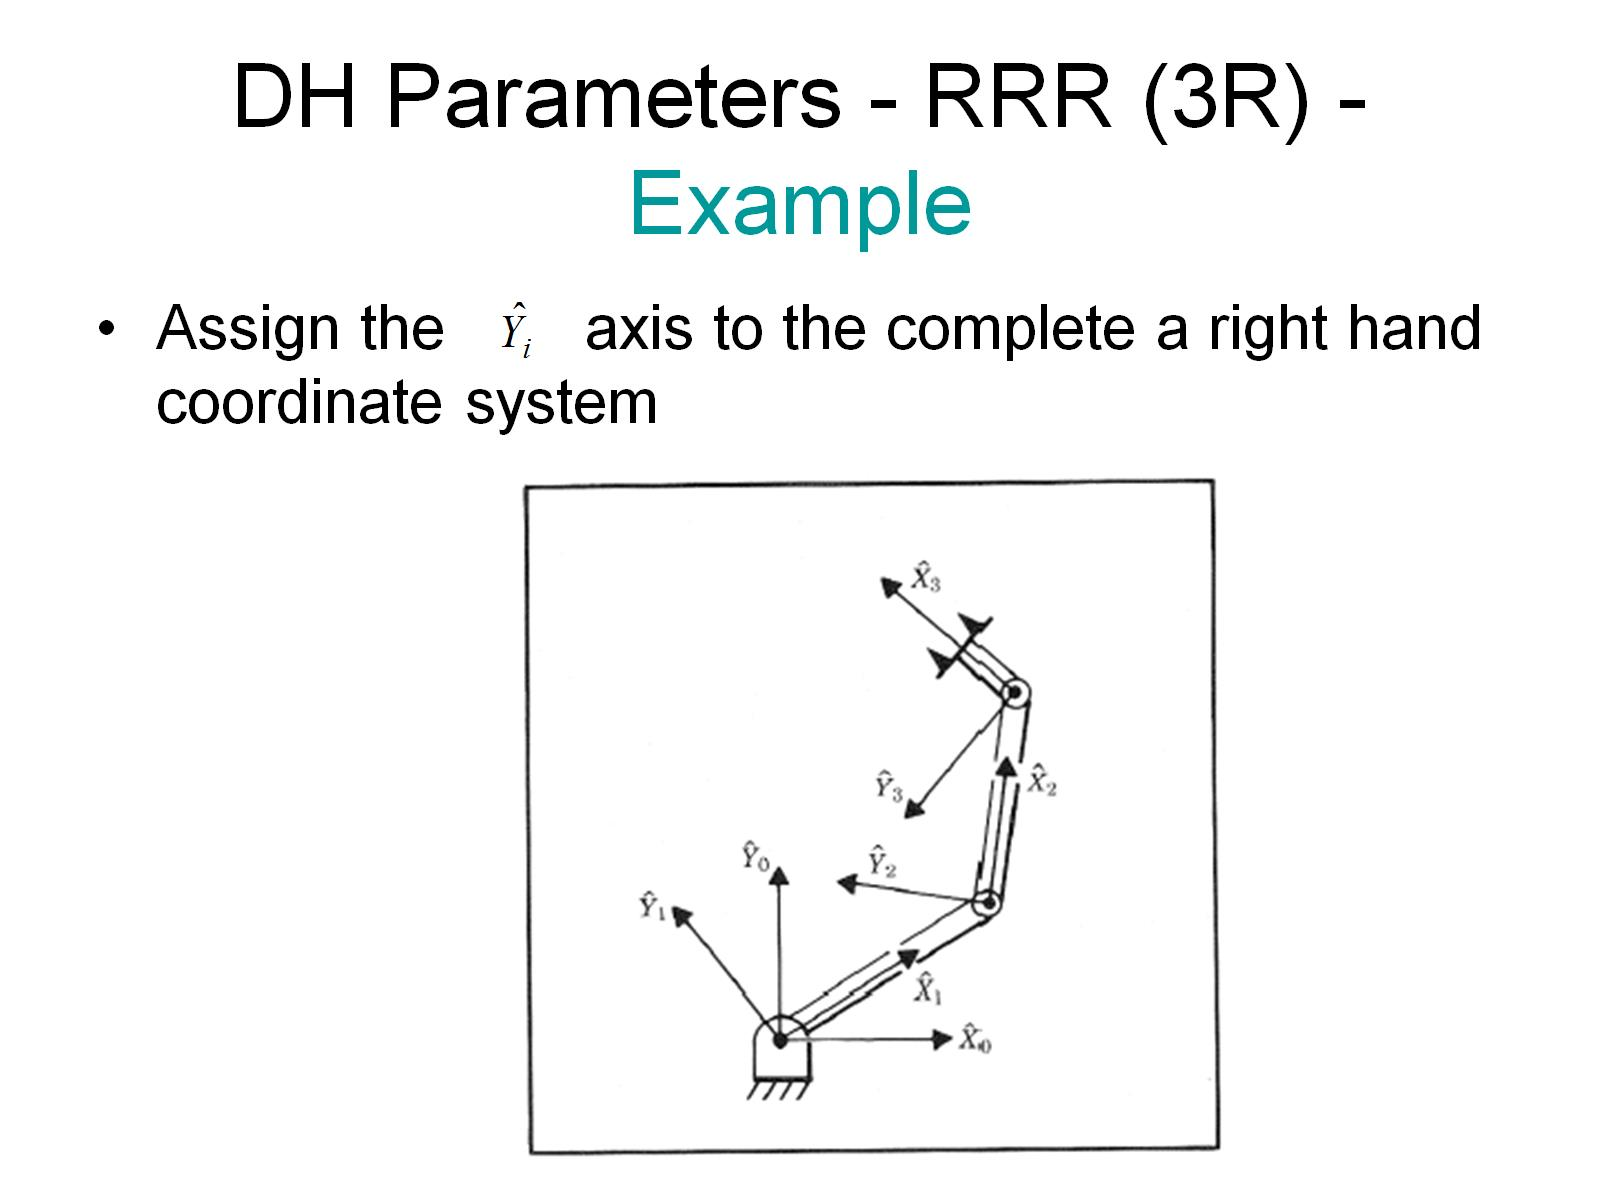 DH Parameters - RRR (3R) -
Example
• Assign the Ŷᵢ axis to the complete a right hand
coordinate system
X̂₃
X̂₂
Ŷ₃
Ŷ₀
Ŷ₂
Ŷ₁
X̂₁
X̂₀